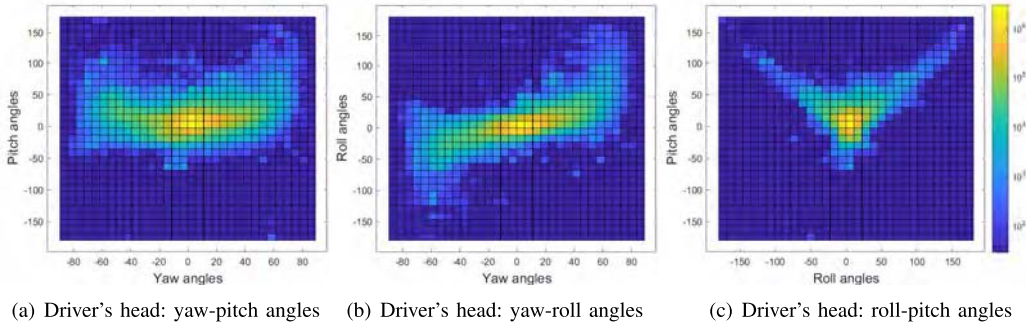 150
100
50
0
-50
-100
-150
Pitch angles
-80 -60 -40 -20 0 20 40 60 80
Yaw angles
150
100
50
0
-50
-100
-150
Roll angles
-80 -60 -40 -20 0 20 40 60 80
Yaw angles
150
100
50
0
-50
-100
-150
Pitch angles
-150 -100 -50 0 50 100 150
Roll angles
(a) Driver's head: yaw-pitch angles
(b) Driver's head: yaw-roll angles
(c) Driver's head: roll-pitch angles